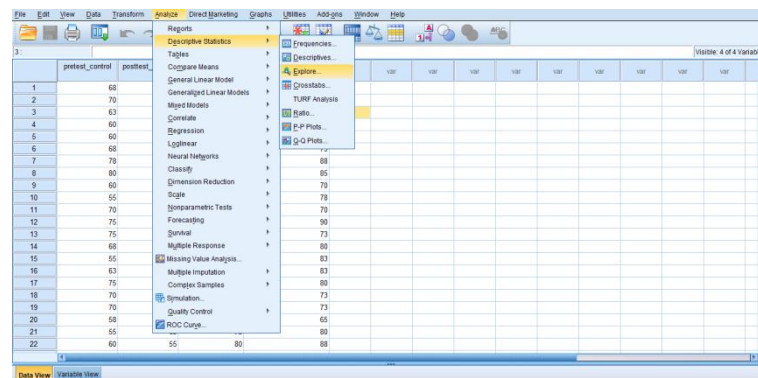 File Edit View Data Transform Analyze Direct Marketing Graphs Utilities Add-ons Window Help
Reports
Descriptive Statistics
Tables
Compare Means
General Linear Model
Generalized Linear Models
Mixed Models
Correlate
Regression
Loglinear
Neural Networks
Classify
Dimension Reduction
Scale
Nonparametric Tests
Forecasting
Survival
Multiple Response
Missing Value Analysis...
Multiple Imputation
Complex Samples
Simulation...
Quality Control
ROC Curve...
Frequencies...
Descriptives...
Explore...
Crosstabs...
TURF Analysis
Ratio...
P-P Plots...
Q-Q Plots...
3 :
Visible: 4 of 4 Variab
pretest_control posttest_ var var var var var var var var
1 68
2 70
3 63
4 60
5 60
6 68
7 78 88
8 80 85
9 60 70
10 55 78
11 70 70
12 75 90
13 75 73
14 68 80
15 55 83
16 63 83
17 75 80
18 70 73
19 70 73
20 58 65
21 55 80
22 60 55 80 88
Data View Variable View